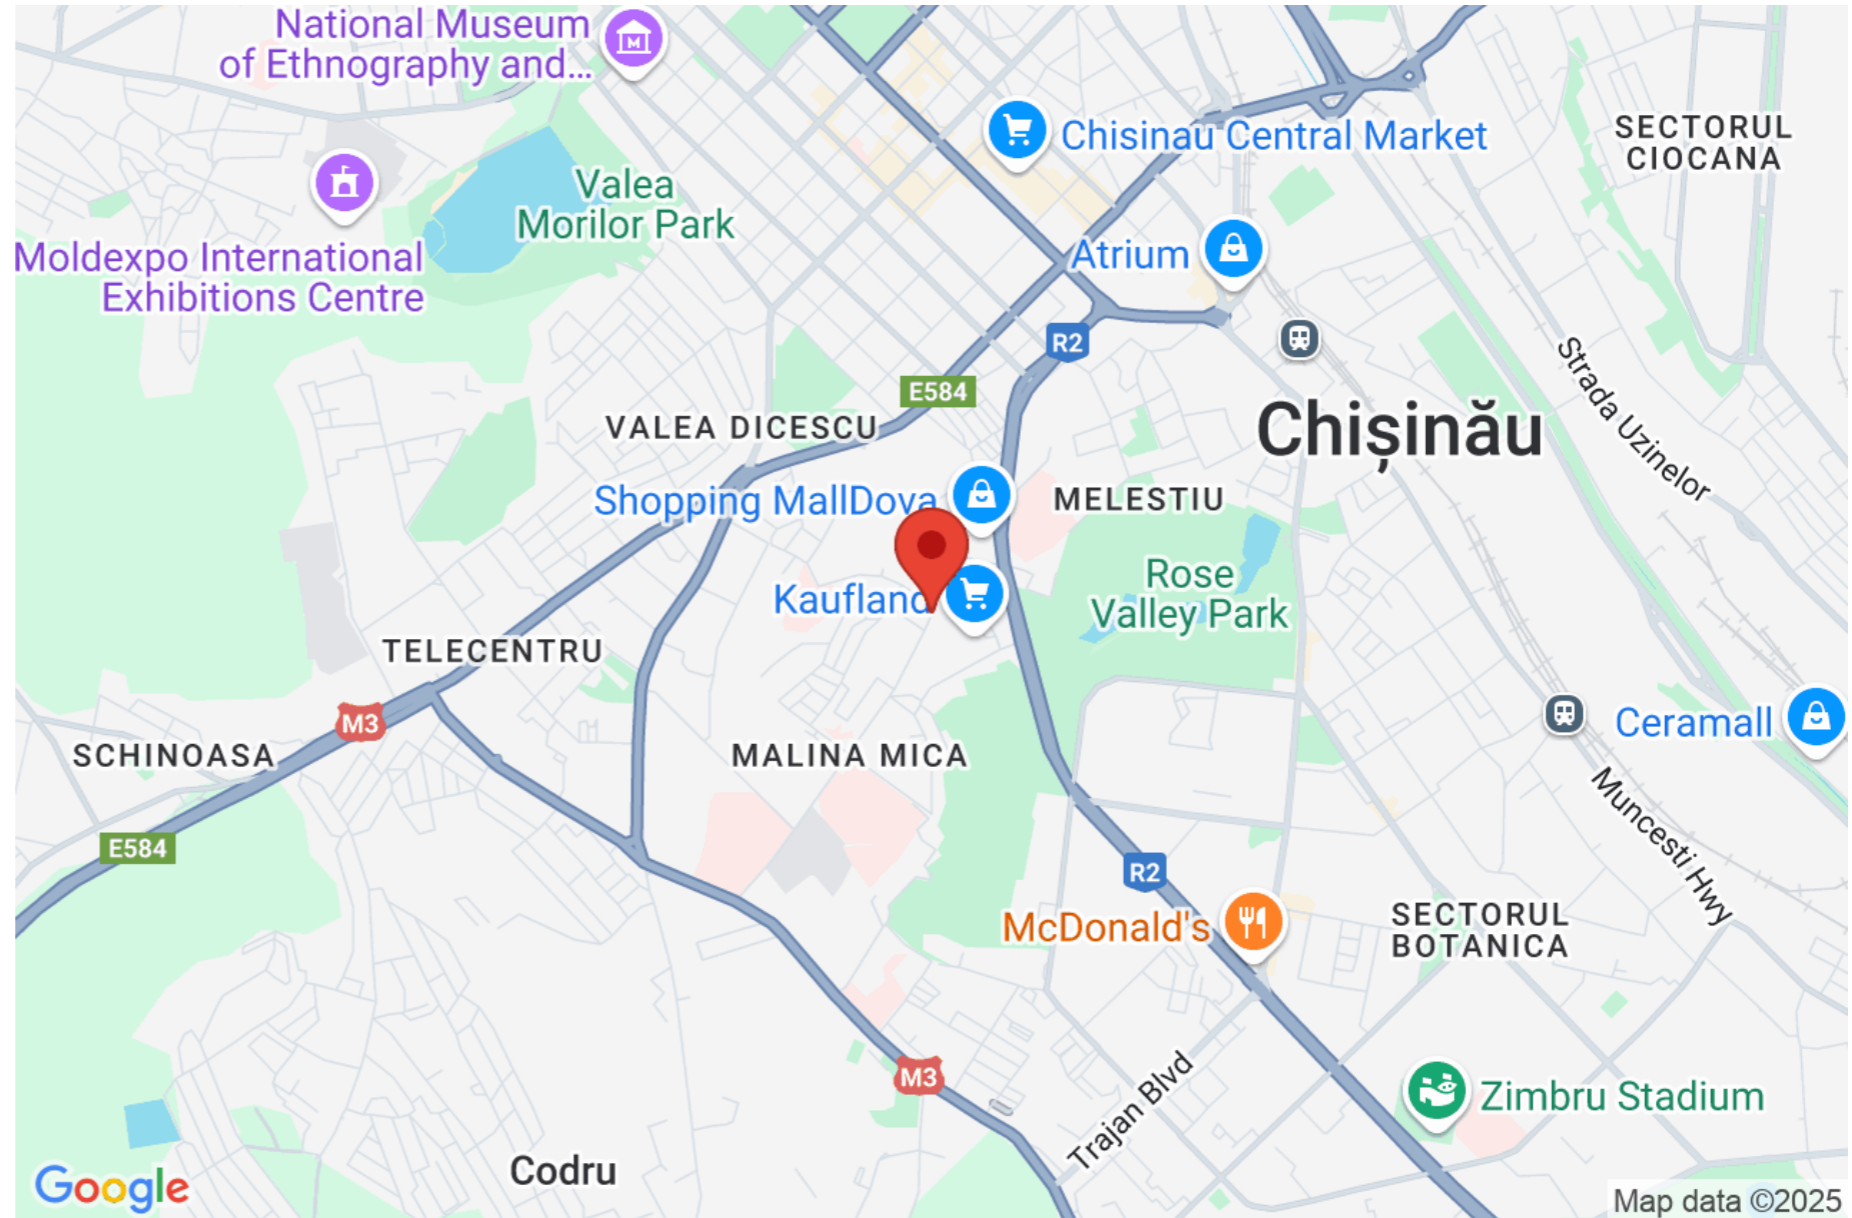 National Museum
of Ethnography and...
Chisinau Central Market
SECTORUL
CIOCANA
Valea
Morilor Park
Moldexpo International
Exhibitions Centre
Atrium
R2
Strada Uzinelor
E584
VALEA DICESCU
Chișinău
Shopping MallDova
MELESTIU
Rose
Valley Park
Kaufland
TELECENTRU
M3
Ceramall
SCHINOASA
MALINA MICA
Muncesti Hwy
E584
R2
McDonald's
SECTORUL
BOTANICA
M3
Zimbru Stadium
Trajan Blvd
Codru
Google
Map data ©2025